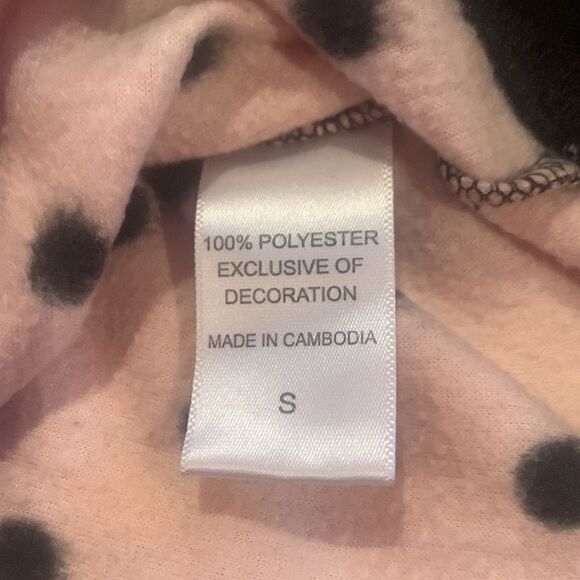 100% POLYESTER
EXCLUSIVE OF
DECORATION
MADE IN CAMBODIA
S